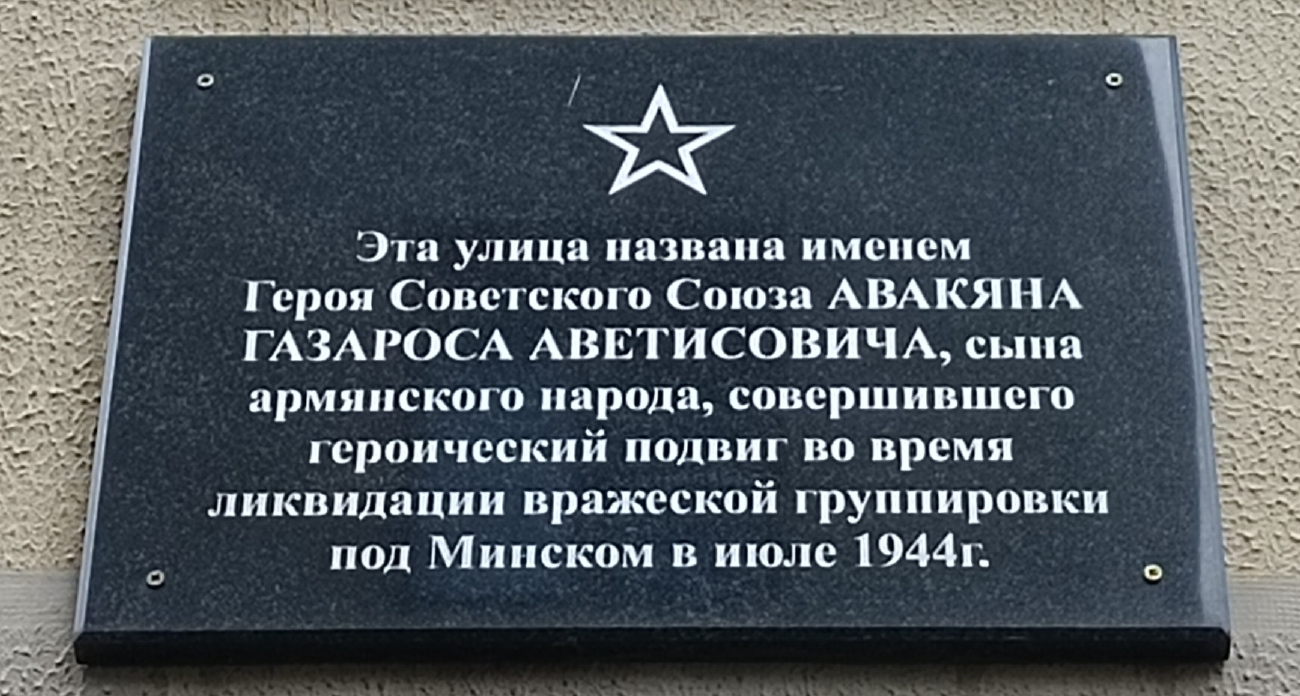 Эта улица названа именем
Героя Советского Союза АВАКЯНА
ГАЗАРОСА АВЕТИСОВИЧА, сына
армянского народа, совершившего
героический подвиг во время
ликвидации вражеской группировки
под Минском в июле 1944г.